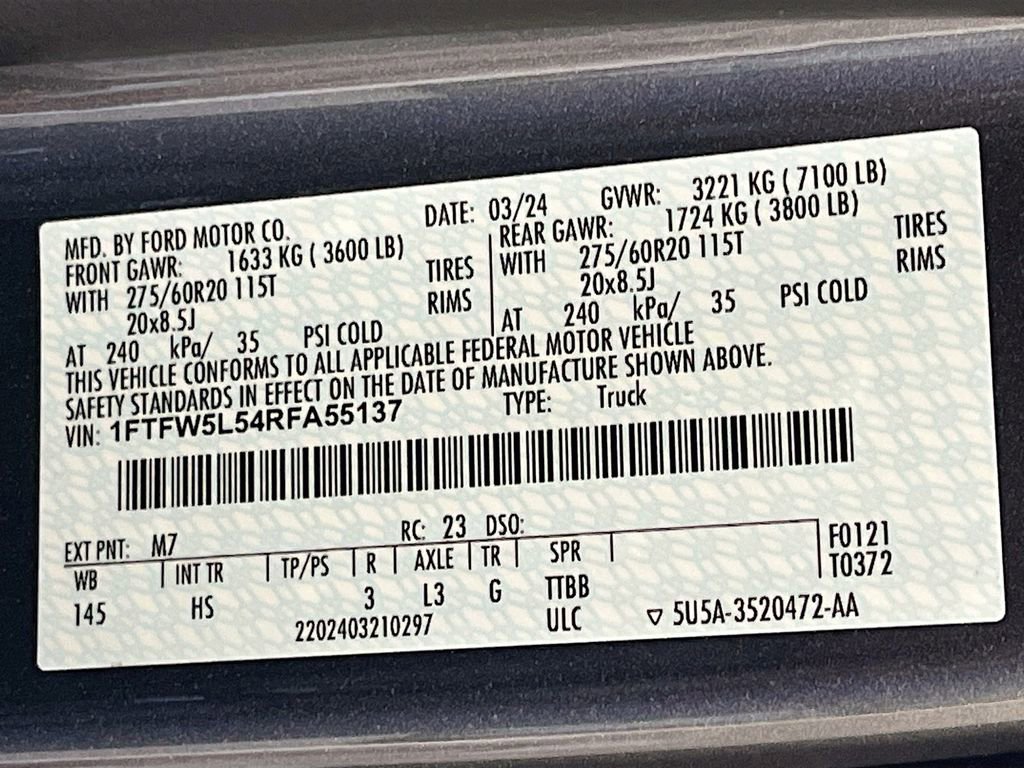 MFD. BY FORD MOTOR CO. DATE: 03/24 GVWR: 3221 KG ( 7100 LB)
FRONT GAWR: 1633 KG ( 3600 LB) REAR GAWR: 1724 KG ( 3800 LB)
WITH 275/60R20 115T TIRES WITH 275/60R20 115T TIRES
20x8.5J RIMS 20x8.5J RIMS
AT 240 kPa/ 35 PSI COLD AT 240 kPa/ 35 PSI COLD
THIS VEHICLE CONFORMS TO ALL APPLICABLE FEDERAL MOTOR VEHICLE
SAFETY STANDARDS IN EFFECT ON THE DATE OF MANUFACTURE SHOWN ABOVE.
VIN: 1FTFW5L54RFA55137 TYPE: Truck
EXT PNT: M7 RC: 23 DSO: F0121
WB INT TR TP/PS R AXLE TR SPR T0372
145 HS 3 L3 G TTBB
2202403210297 ULC ▽ 5U5A-3520472-AA